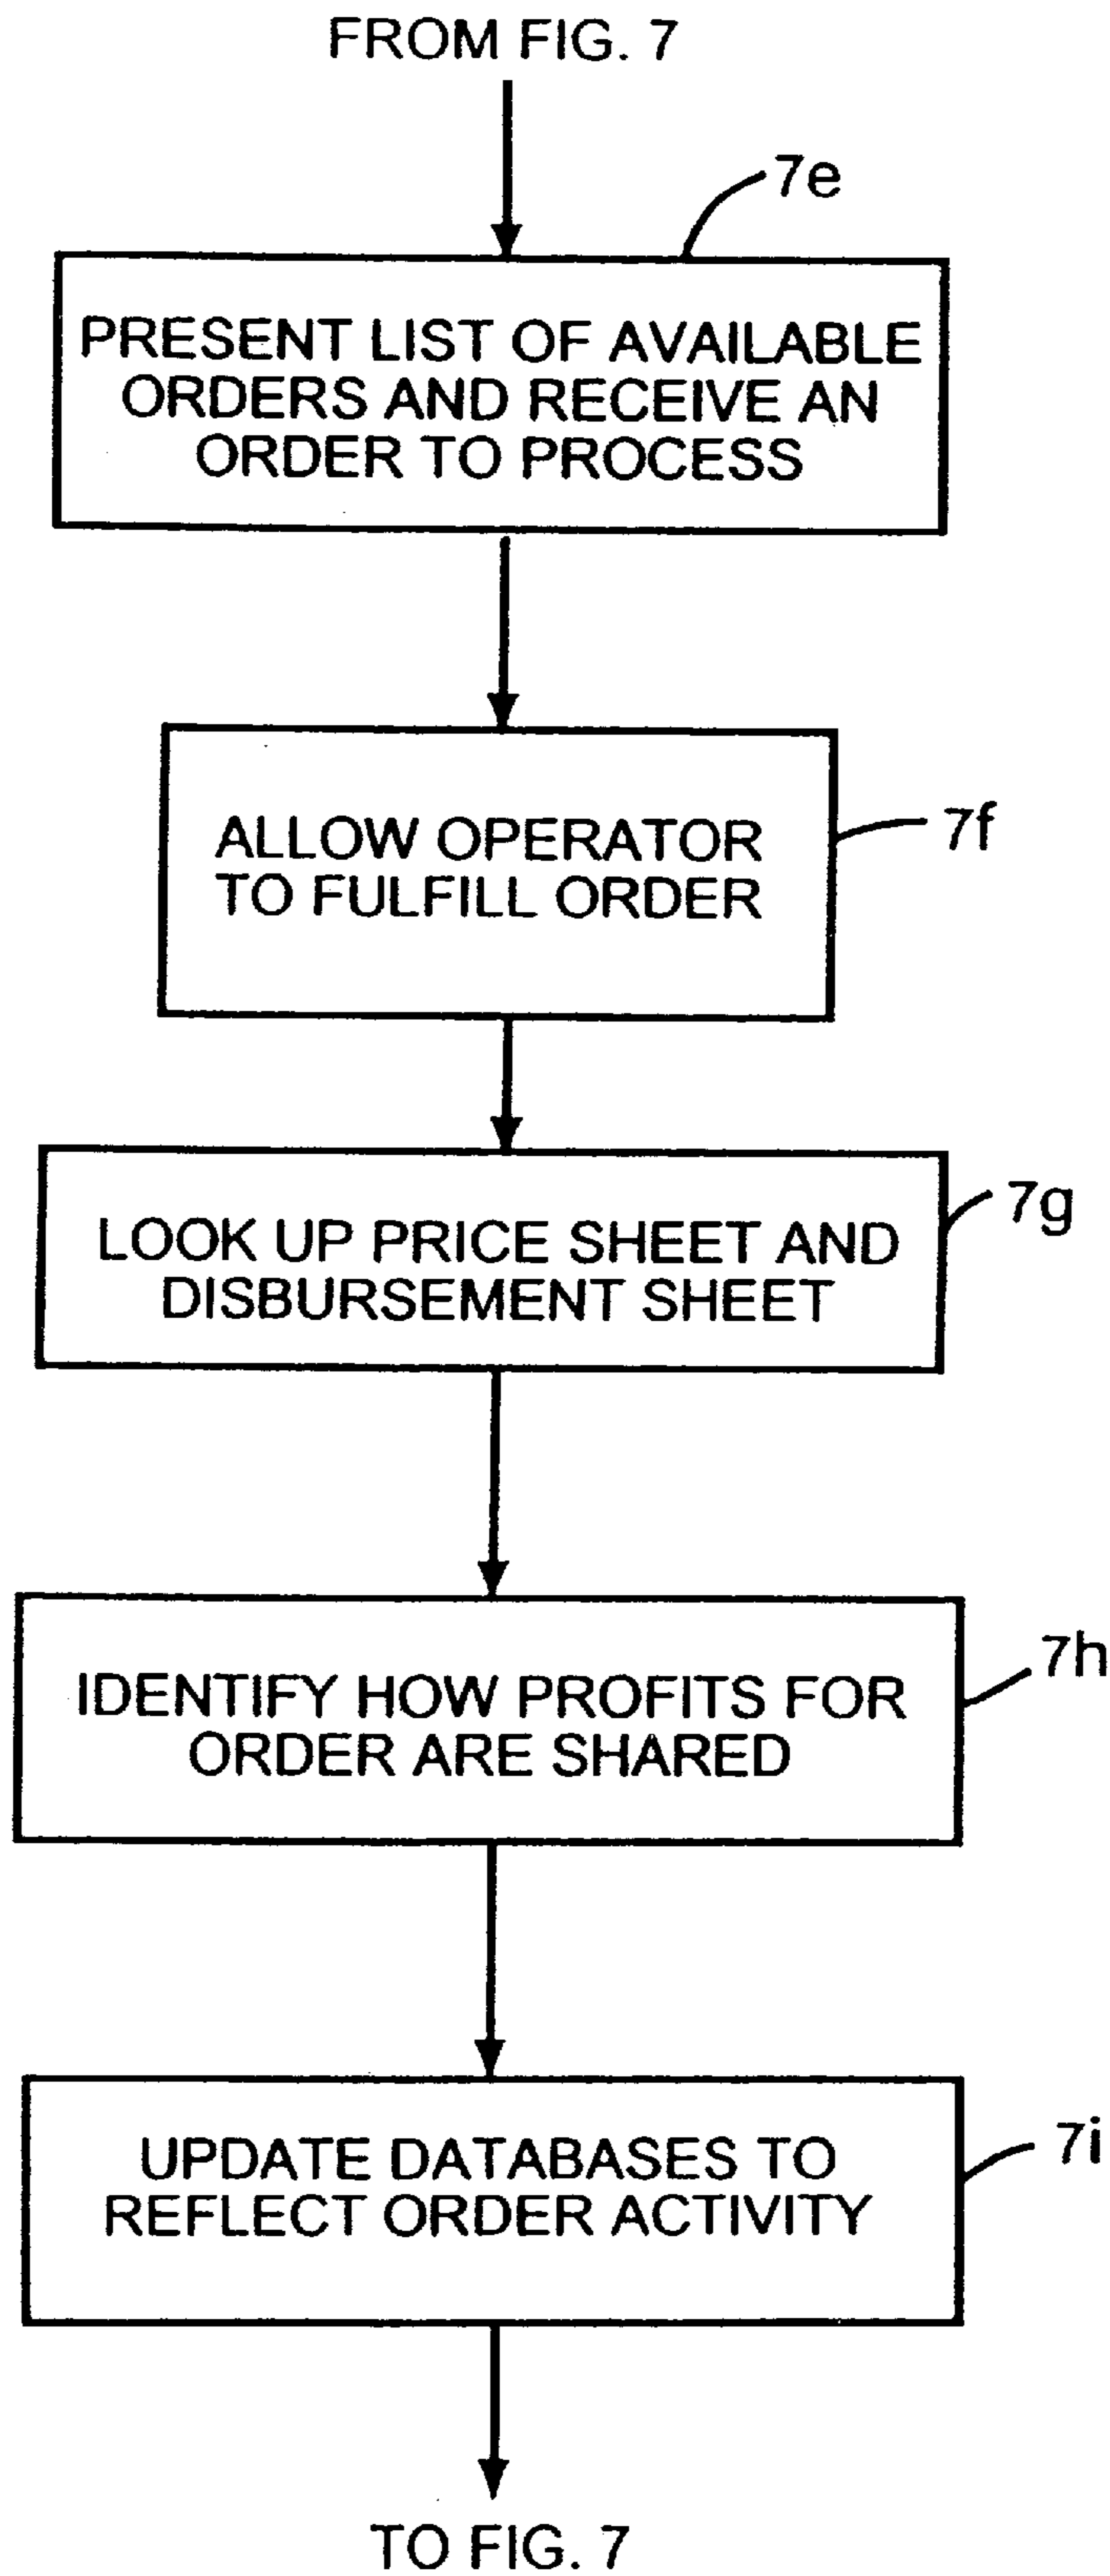 FROM FIG. 7
7e
PRESENT LIST OF AVAILABLE
ORDERS AND RECEIVE AN
ORDER TO PROCESS
7f
ALLOW OPERATOR
TO FULFILL ORDER
7g
LOOK UP PRICE SHEET AND
DISBURSEMENT SHEET
7h
IDENTIFY HOW PROFITS FOR
ORDER ARE SHARED
7i
UPDATE DATABASES TO
REFLECT ORDER ACTIVITY
TO FIG. 7